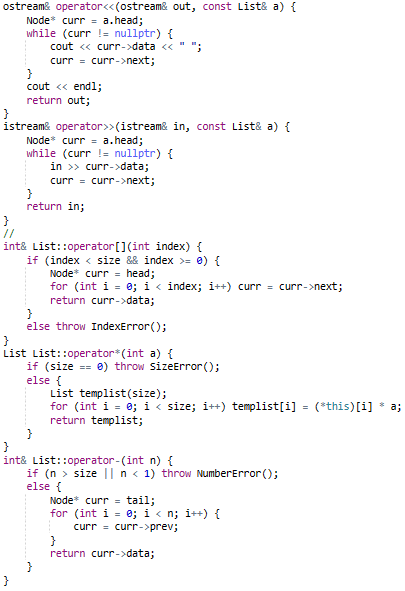 ostream& operator<<(ostream& out, const List& a) {
    Node* curr = a.head;
    while (curr != nullptr) {
        cout << curr->data << " ";
        curr = curr->next;
    }
    cout << endl;
    return out;
}
istream& operator>>(istream& in, const List& a) {
    Node* curr = a.head;
    while (curr != nullptr) {
        in >> curr->data;
        curr = curr->next;
    }
    return in;
}
//
int& List::operator[](int index) {
    if (index < size && index >= 0) {
        Node* curr = head;
        for (int i = 0; i < index; i++) curr = curr->next;
        return curr->data;
    }
    else throw IndexError();
}
List List::operator*(int a) {
    if (size == 0) throw SizeError();
    else {
        List templist(size);
        for (int i = 0; i < size; i++) templist[i] = (*this)[i] * a;
        return templist;
    }
}
int& List::operator-(int n) {
    if (n > size || n < 1) throw NumberError();
    else {
        Node* curr = tail;
        for (int i = 0; i < n; i++) {
            curr = curr->prev;
        }
        return curr->data;
    }
}